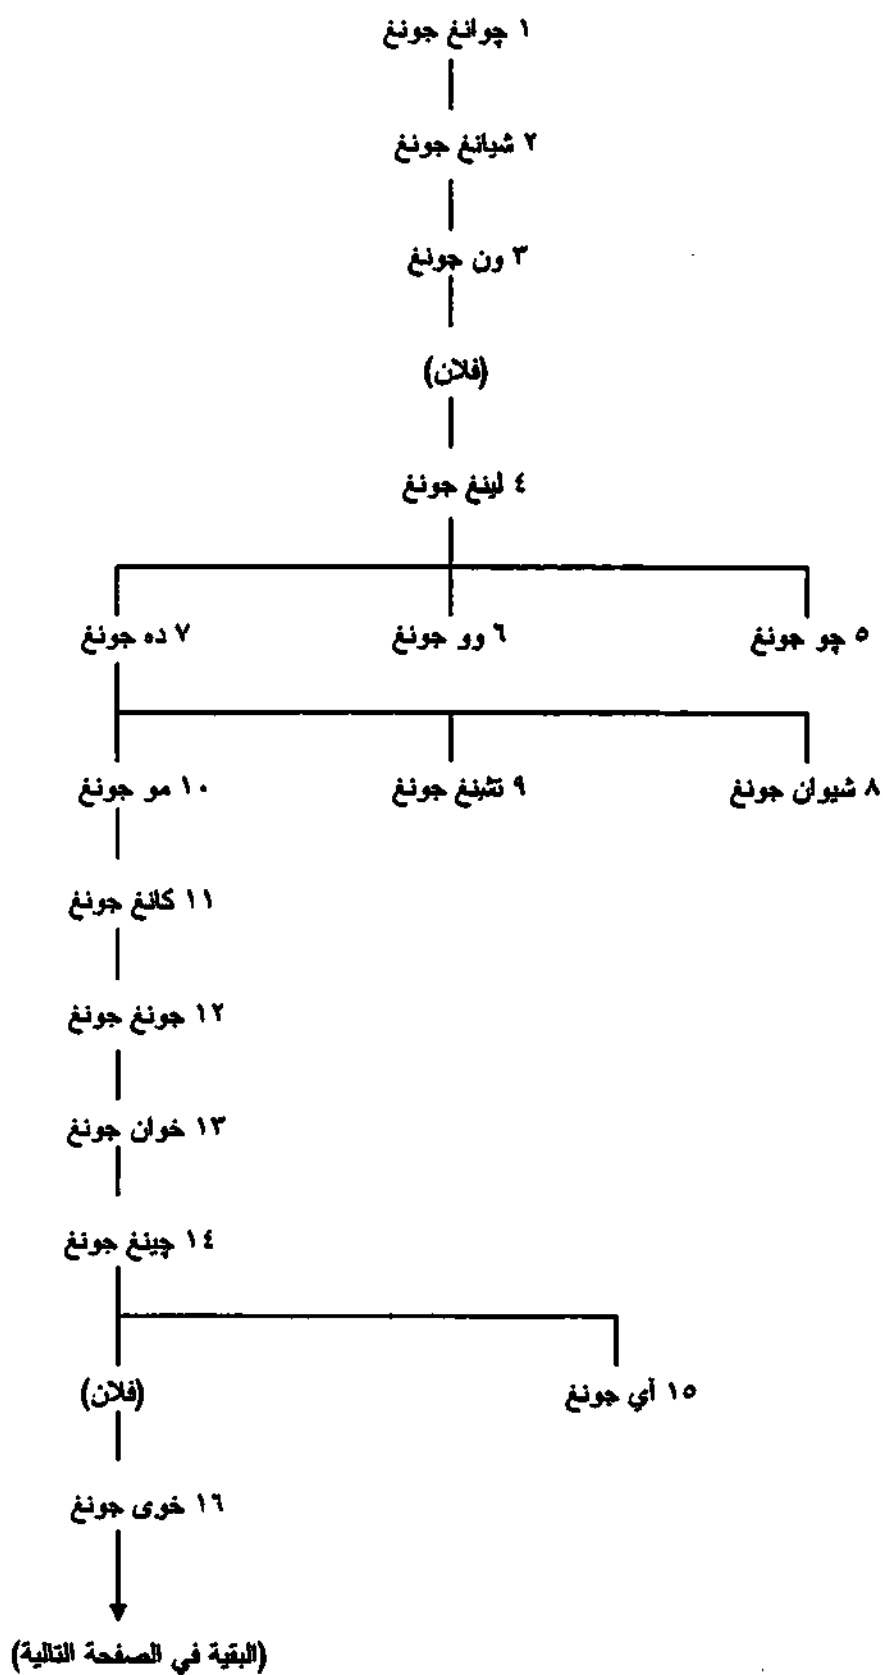 ١ چوانغ جونغ
٢ شيانغ جونغ
٣ ون جونغ
(فلان)
٤ لينغ جونغ
٥ چو جونغ
٦ وو جونغ
٧ ده جونغ
٨ شيوان جونغ
٩ تشينغ جونغ
١٠ مو جونغ
١١ كانغ جونغ
١٢ جونغ جونغ
١٣ خوان جونغ
١٤ چينغ جونغ
١٥ أي جونغ
(فلان)
١٦ خوى جونغ
(البقية في الصفحة التالية)